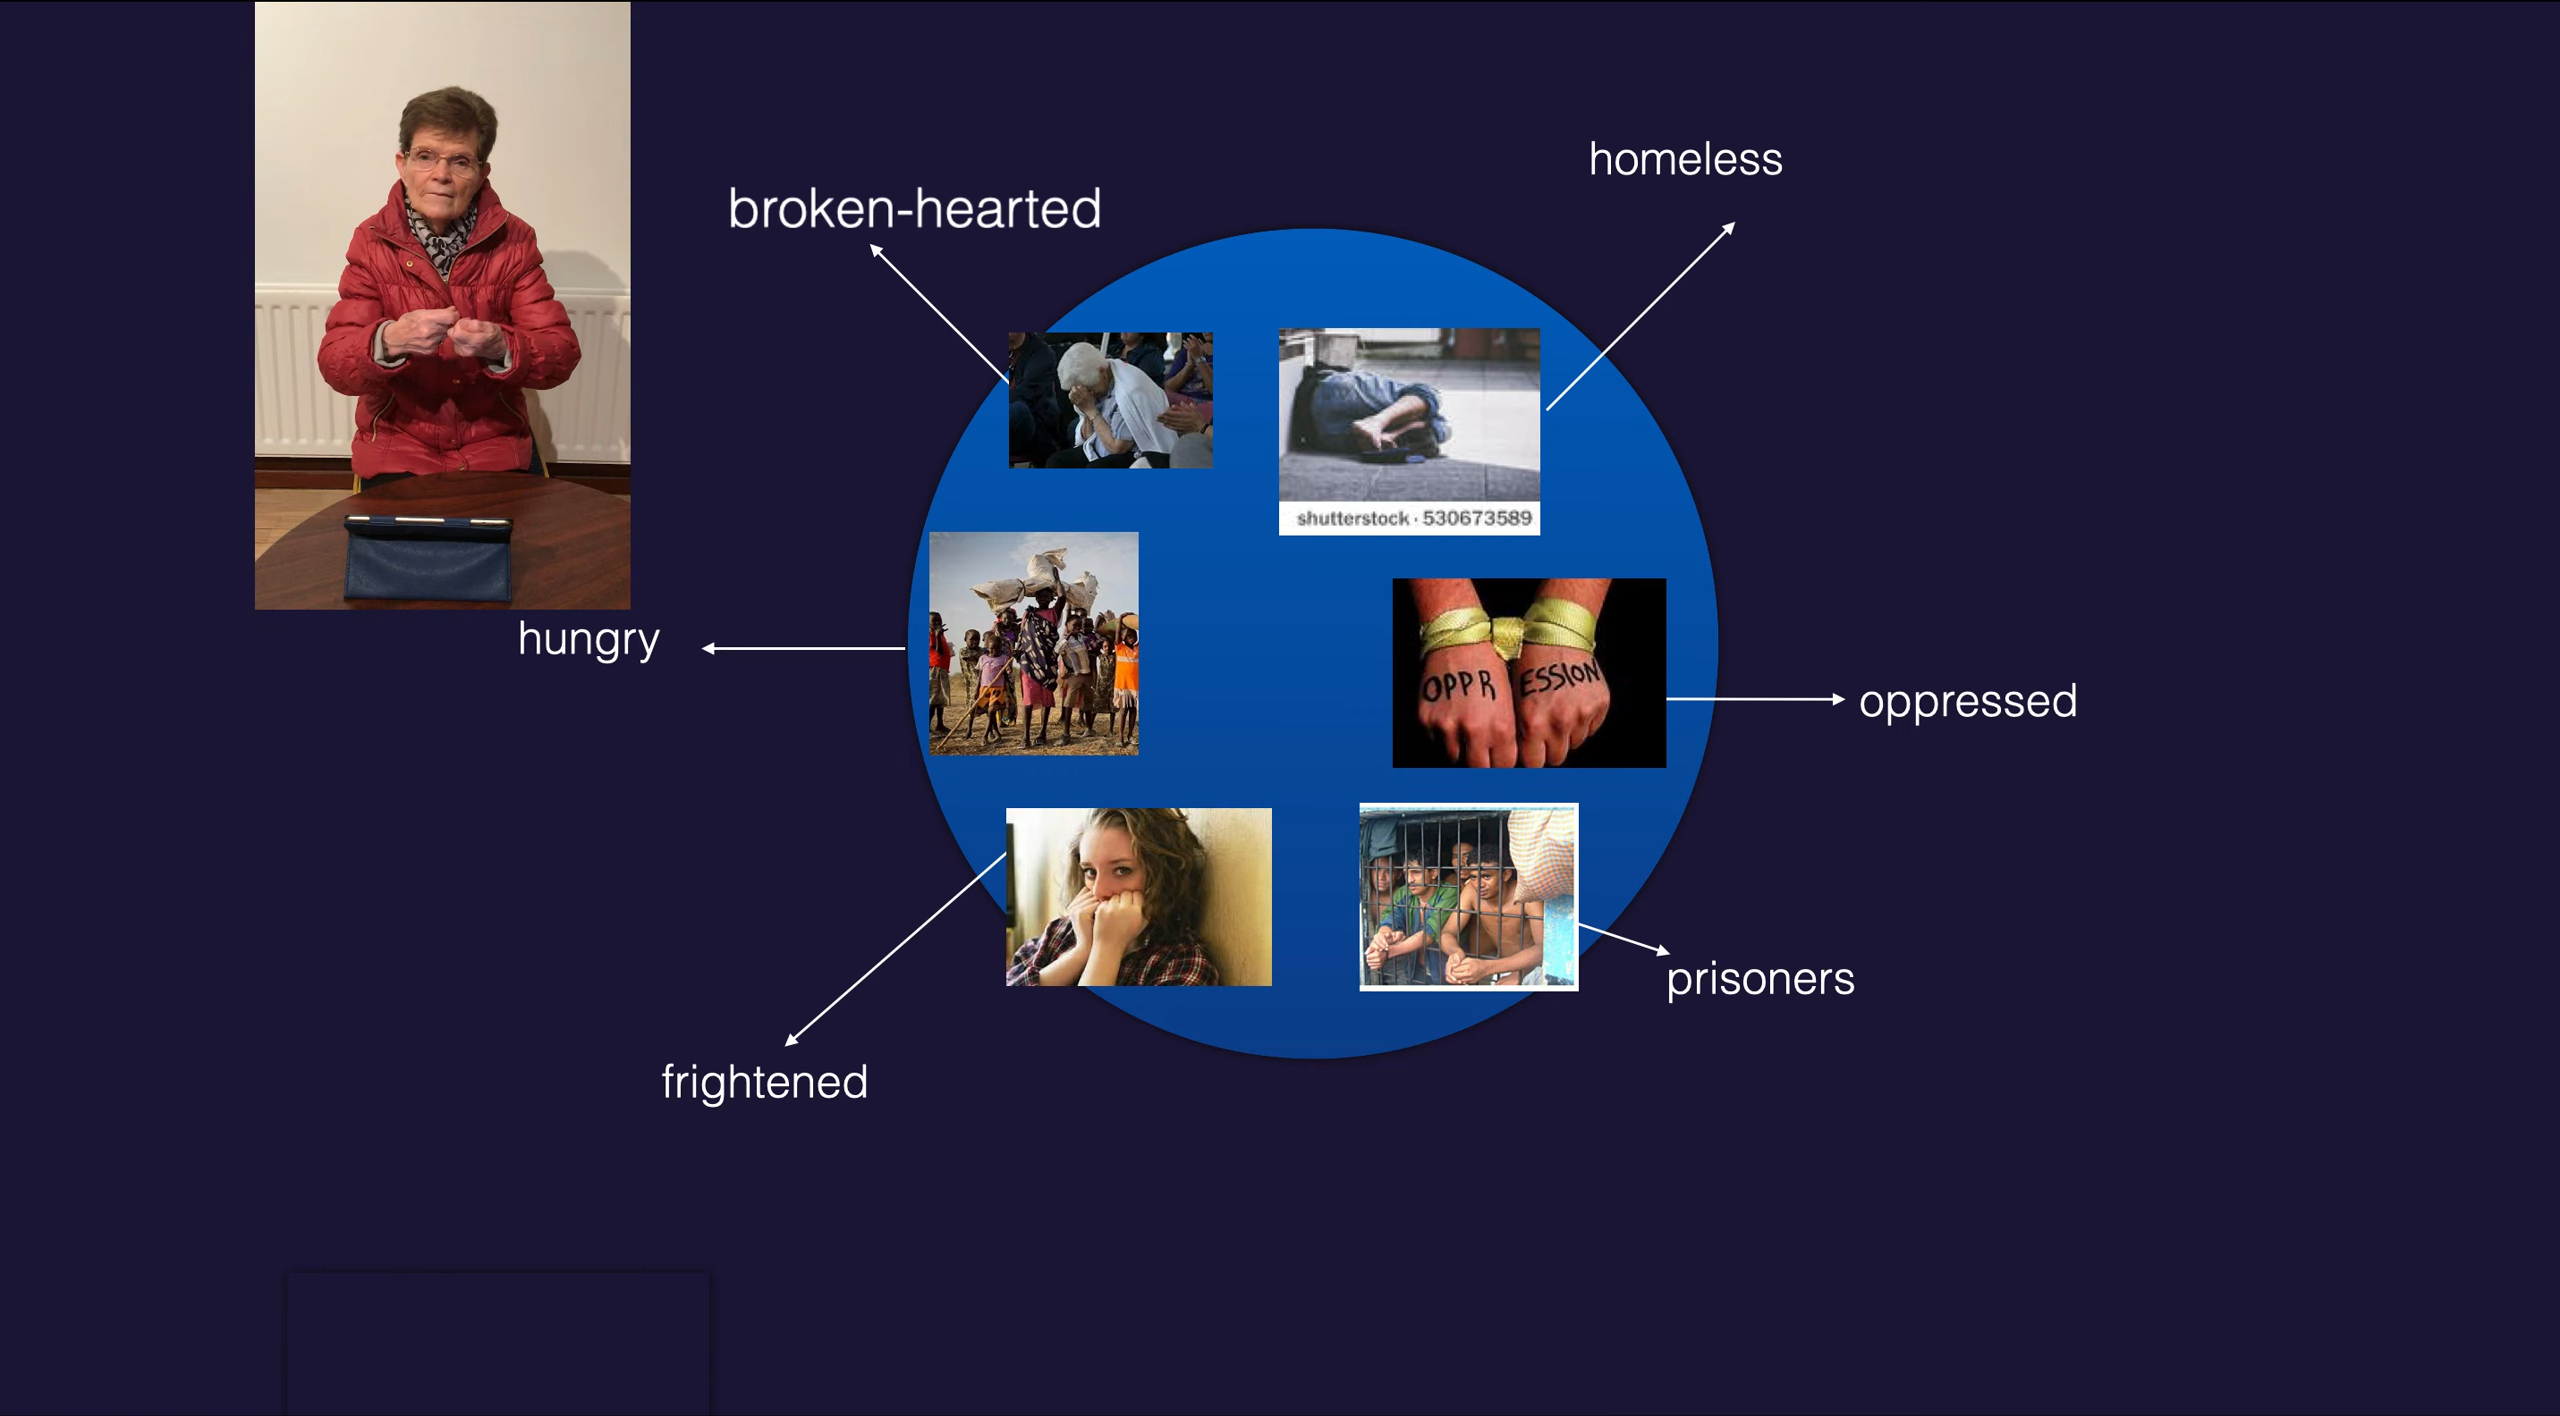 homeless
broken-hearted
shutterstock · 530673589
hungry
OPPR ESSION
oppressed
prisoners
frightened